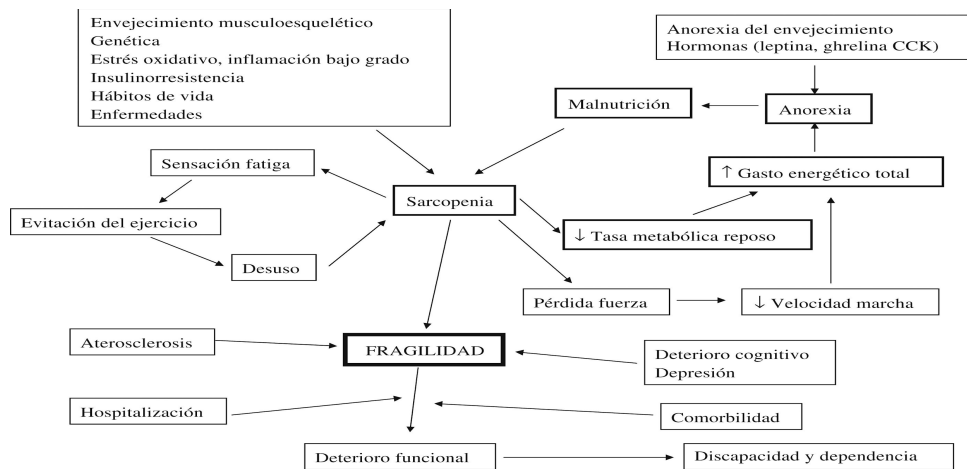 Envejecimiento musculoesquelético
Genética
Estrés oxidativo, inflamación bajo grado
Insulinorresistencia
Hábitos de vida
Enfermedades
Anorexia del envejecimiento
Hormonas (leptina, ghrelina CCK)
Malnutrición
Anorexia
Sensación fatiga
↑ Gasto energético total
Sarcopenia
Evitación del ejercicio
↓ Tasa metabólica reposo
Desuso
Pérdida fuerza
↓ Velocidad marcha
Aterosclerosis
FRAGILIDAD
Deterioro cognitivo
Depresión
Hospitalización
Comorbilidad
Deterioro funcional
Discapacidad y dependencia